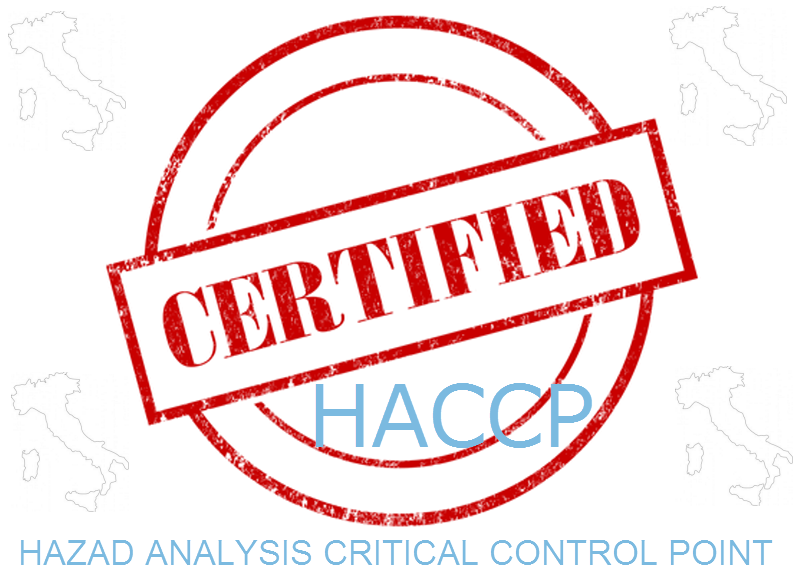 CERTIFIED
HACCP
HAZAD ANALYSIS CRITICAL CONTROL POINT